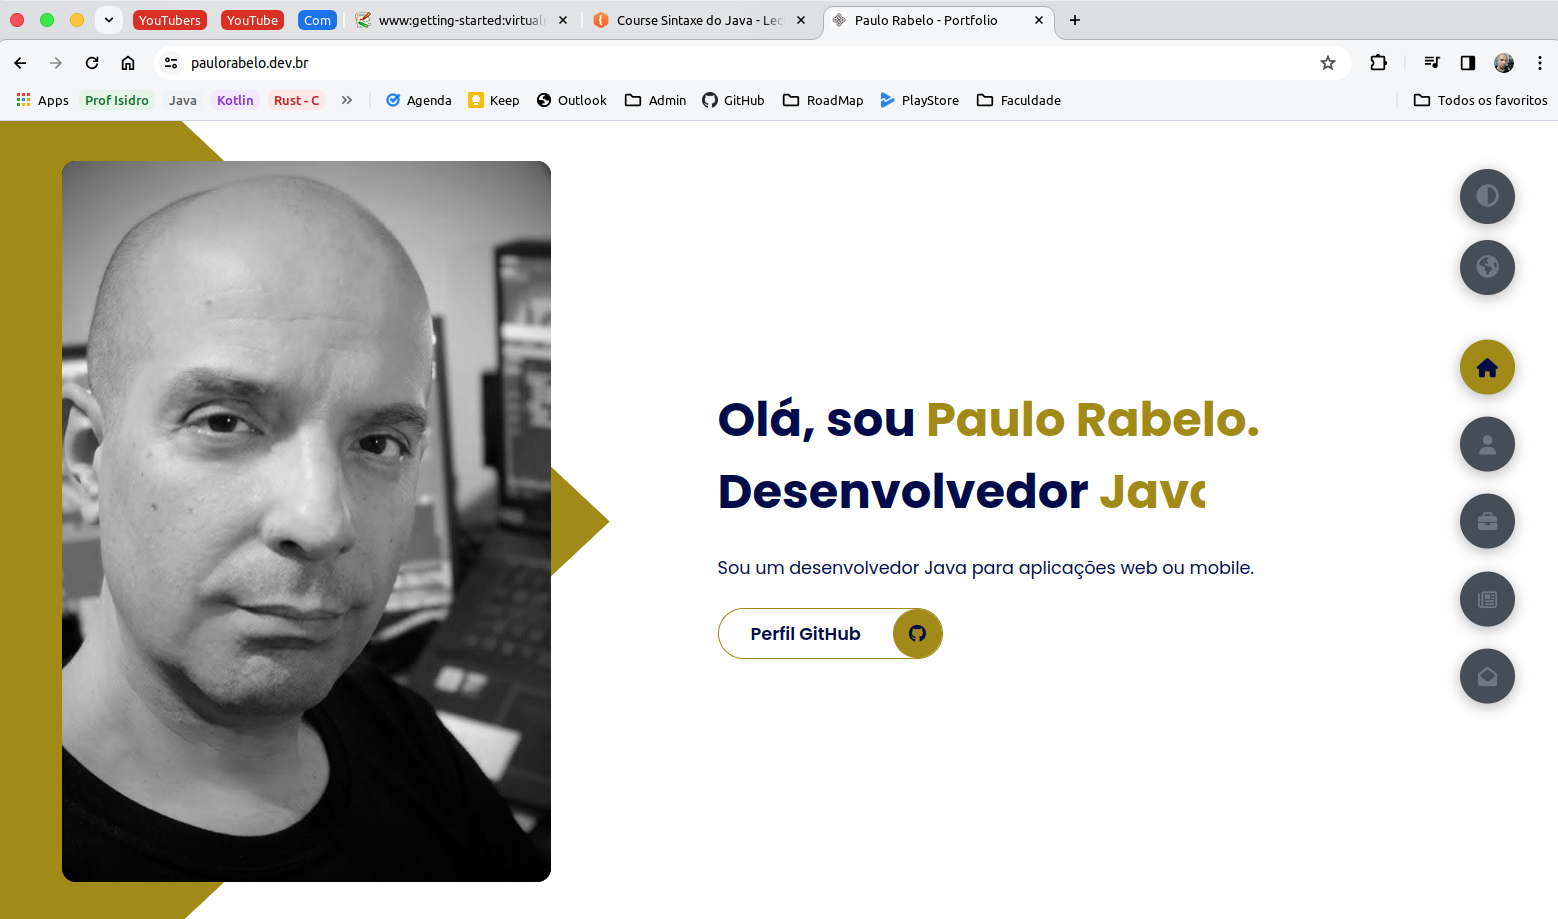 YouTubers YouTube Com www:getting-started:virtual Course Sintaxe do Java - Lec Paulo Rabelo - Portfolio
paulorabelo.dev.br
Apps Prof Isidro Java Kotlin Rust - C Agenda Keep Outlook Admin GitHub RoadMap PlayStore Faculdade Todos os favoritos
Olá, sou Paulo Rabelo.
Desenvolvedor Java
Sou um desenvolvedor Java para aplicações web ou mobile.
Perfil GitHub